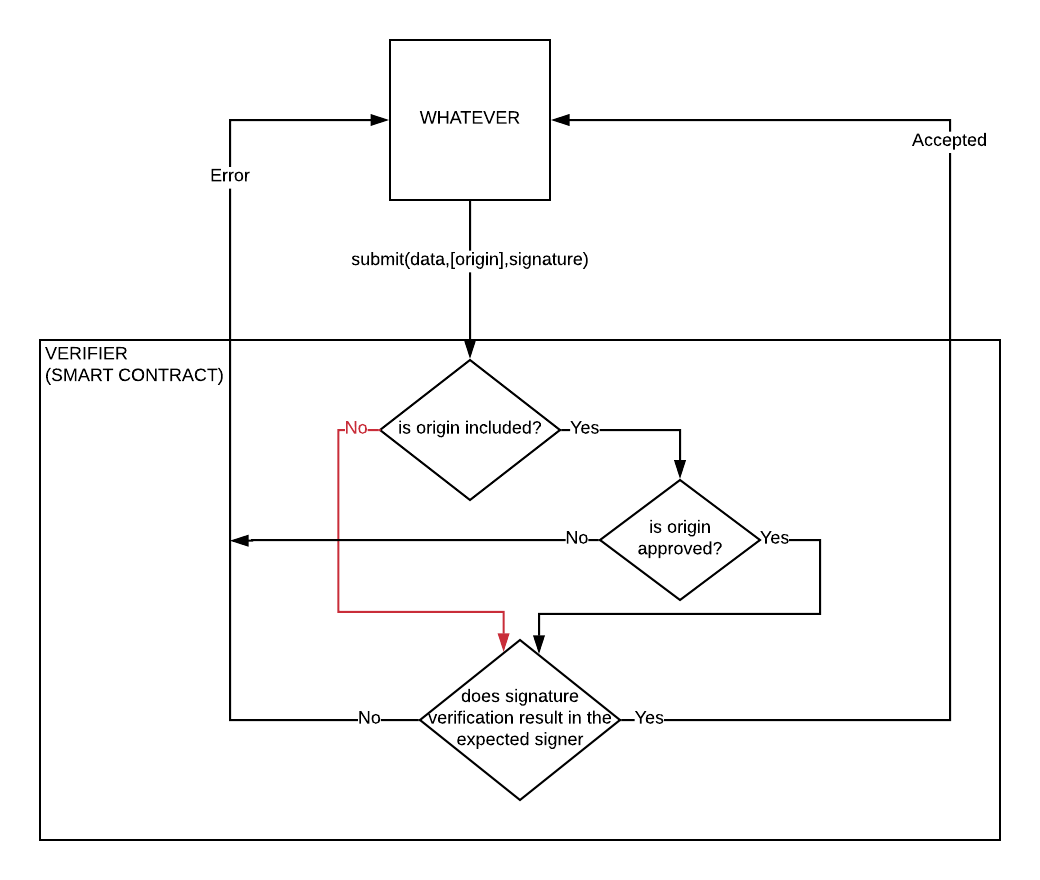 WHATEVER
Accepted
Error
submit(data,[origin],signature)
VERIFIER
(SMART CONTRACT)
No
is origin included?
Yes
is origin
approved?
No
Yes
does signature
verification result in the
expected signer
No
Yes